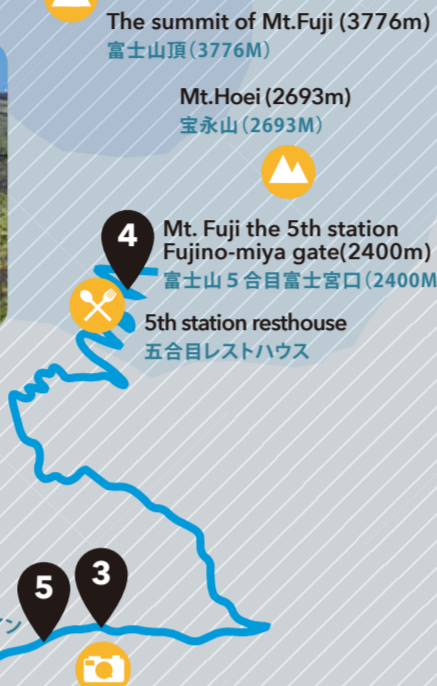 The summit of Mt.Fuji (3776m)
富士山頂（3776M）
Mt.Hoei (2693m)
宝永山（2693M）
4
Mt. Fuji the 5th station
Fujino-miya gate(2400m)
富士山５合目富士宮口（2400M
5th station resthouse
五合目レストハウス
5
3
イン